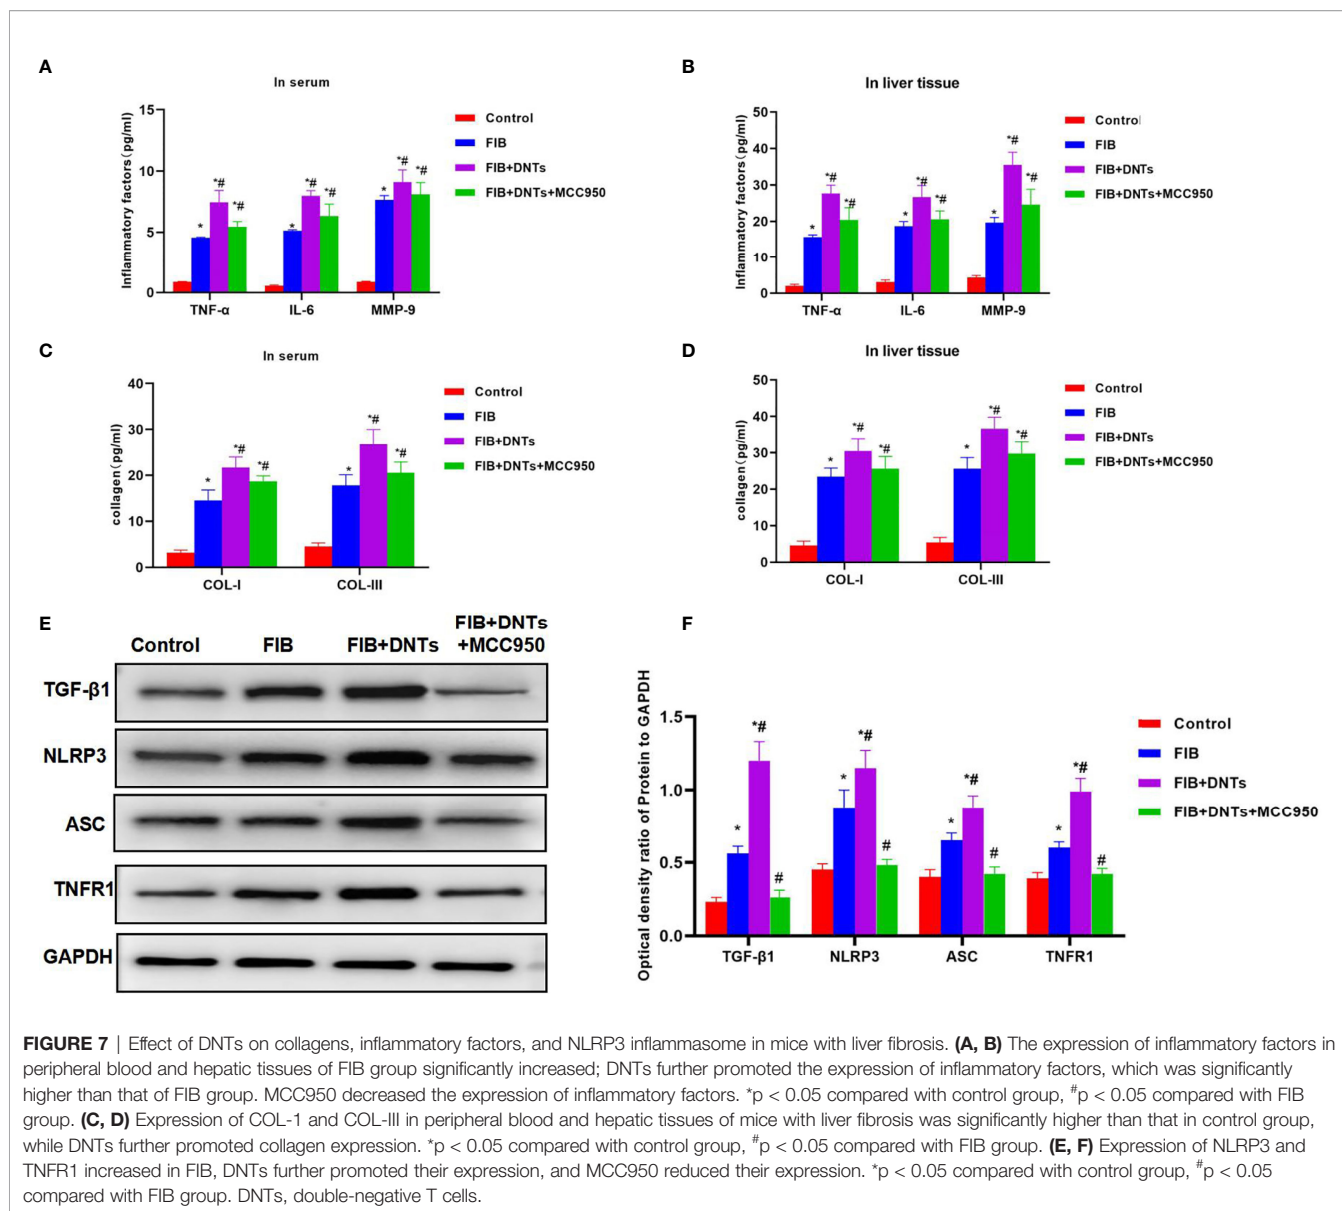 A
In serum
Inflammatory factors(pg/ml)
15
10
5
0
*
*#
*#
*
*#
*#
*
*#
*#
TNF-α IL-6 MMP-9
Control
FIB
FIB+DNTs
FIB+DNTs+MCC950
B
In liver tissue
Inflammatory factors(pg/ml)
50
40
30
20
10
0
*
*#
*#
*
*#
*#
*
*#
*#
TNF-α IL-6 MMP-9
Control
FIB
FIB+DNTs
FIB+DNTs+MCC950
C
In serum
collagen(pg/ml)
40
30
20
10
0
*
*#
*#
*
*#
*#
COL-I COL-III
Control
FIB
FIB+DNTs
FIB+DNTs+MCC950
D
In liver tissue
collagen(pg/ml)
50
40
30
20
10
0
*
*#
*#
*
*#
*#
COL-I COL-III
Control
FIB
FIB+DNTs
FIB+DNTs+MCC950
E
Control FIB FIB+DNTs FIB+DNTs
+MCC950
TGF-β1
NLRP3
ASC
TNFR1
GAPDH
F
Optical density ratio of Protein to GAPDH
1.5
1.0
0.5
0.0
*
*#
#
*
*#
#
*
*#
#
*
*#
#
TGF-β1 NLRP3 ASC TNFR1
Control
FIB
FIB+DNTs
FIB+DNTs+MCC950
FIGURE 7 | Effect of DNTs on collagens, inflammatory factors, and NLRP3 inflammasome in mice with liver fibrosis. (A, B) The expression of inflammatory factors in
peripheral blood and hepatic tissues of FIB group significantly increased; DNTs further promoted the expression of inflammatory factors, which was significantly
higher than that of FIB group. MCC950 decreased the expression of inflammatory factors. *p < 0.05 compared with control group, #p < 0.05 compared with FIB
group. (C, D) Expression of COL-1 and COL-III in peripheral blood and hepatic tissues of mice with liver fibrosis was significantly higher than that in control group,
while DNTs further promoted collagen expression. *p < 0.05 compared with control group, #p < 0.05 compared with FIB group. (E, F) Expression of NLRP3 and
TNFR1 increased in FIB, DNTs further promoted their expression, and MCC950 reduced their expression. *p < 0.05 compared with control group, #p < 0.05
compared with FIB group. DNTs, double-negative T cells.